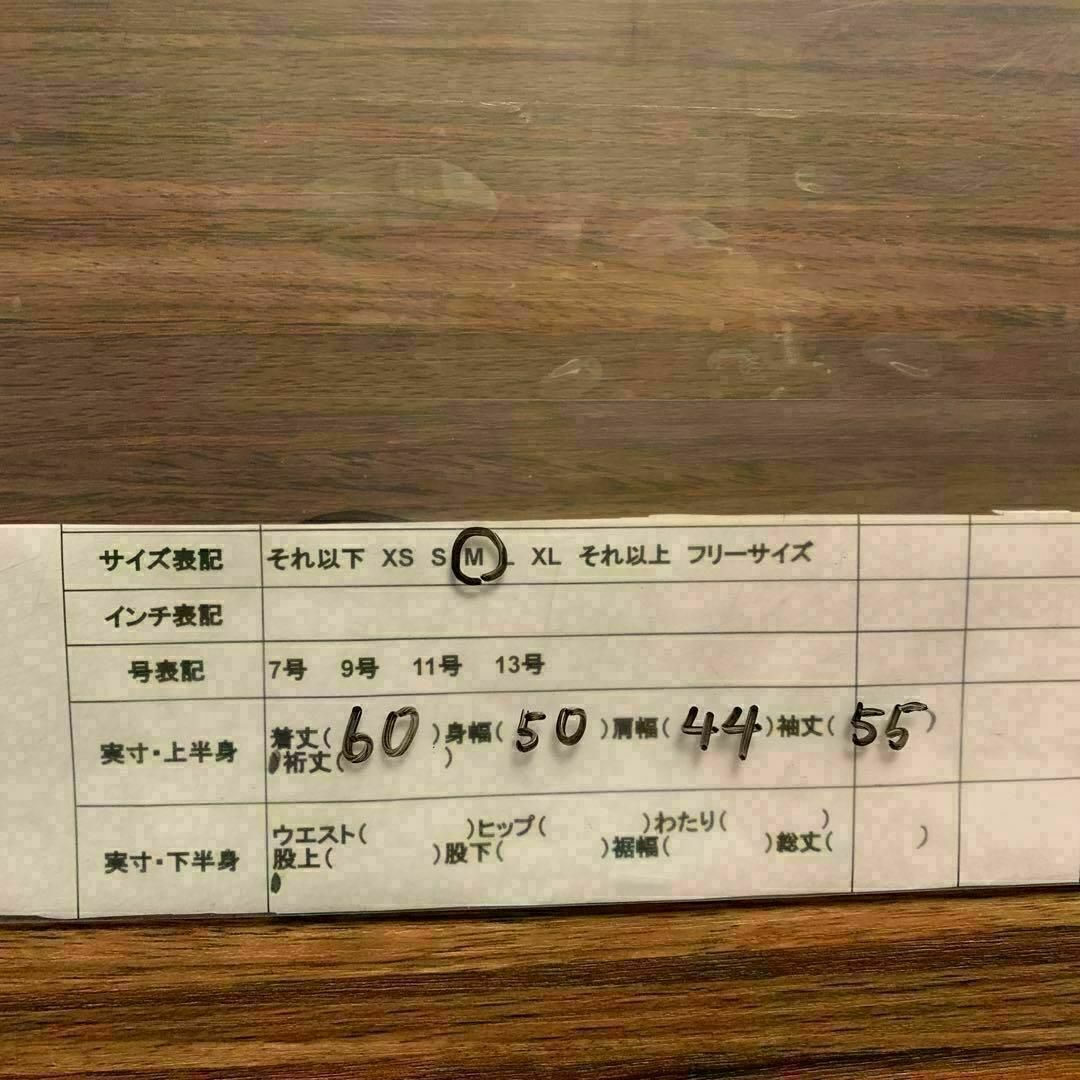 サイズ表記 それ以下 XS S M L XL それ以上 フリーサイズ
インチ表記
号表記 7号 9号 11号 13号
実寸・上半身 着丈( 60 )身幅( 50 )肩幅( 44 )袖丈( 55 )
裄丈( )
実寸・下半身 ウエスト( )ヒップ( )わたり( )
股上( )股下( )裾幅( )総丈( )